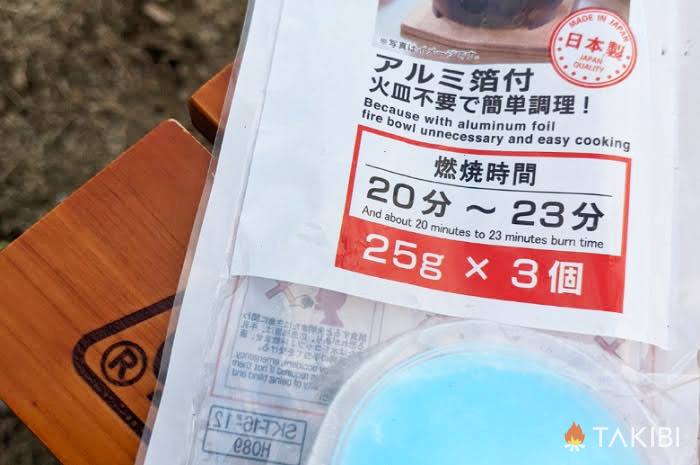 ※写真はイメージです。
MADE IN JAPAN
日本製
JAPAN
QUALITY
アルミ箔付
火皿不要で簡単調理！
Because with aluminum foil
fire bowl unnecessary and easy cooking
燃焼時間
20分 ～ 23分
And about 20 minutes to 23 minutes burn time
25g × 3個
®
SKT-16#12
H089
TAKIBI